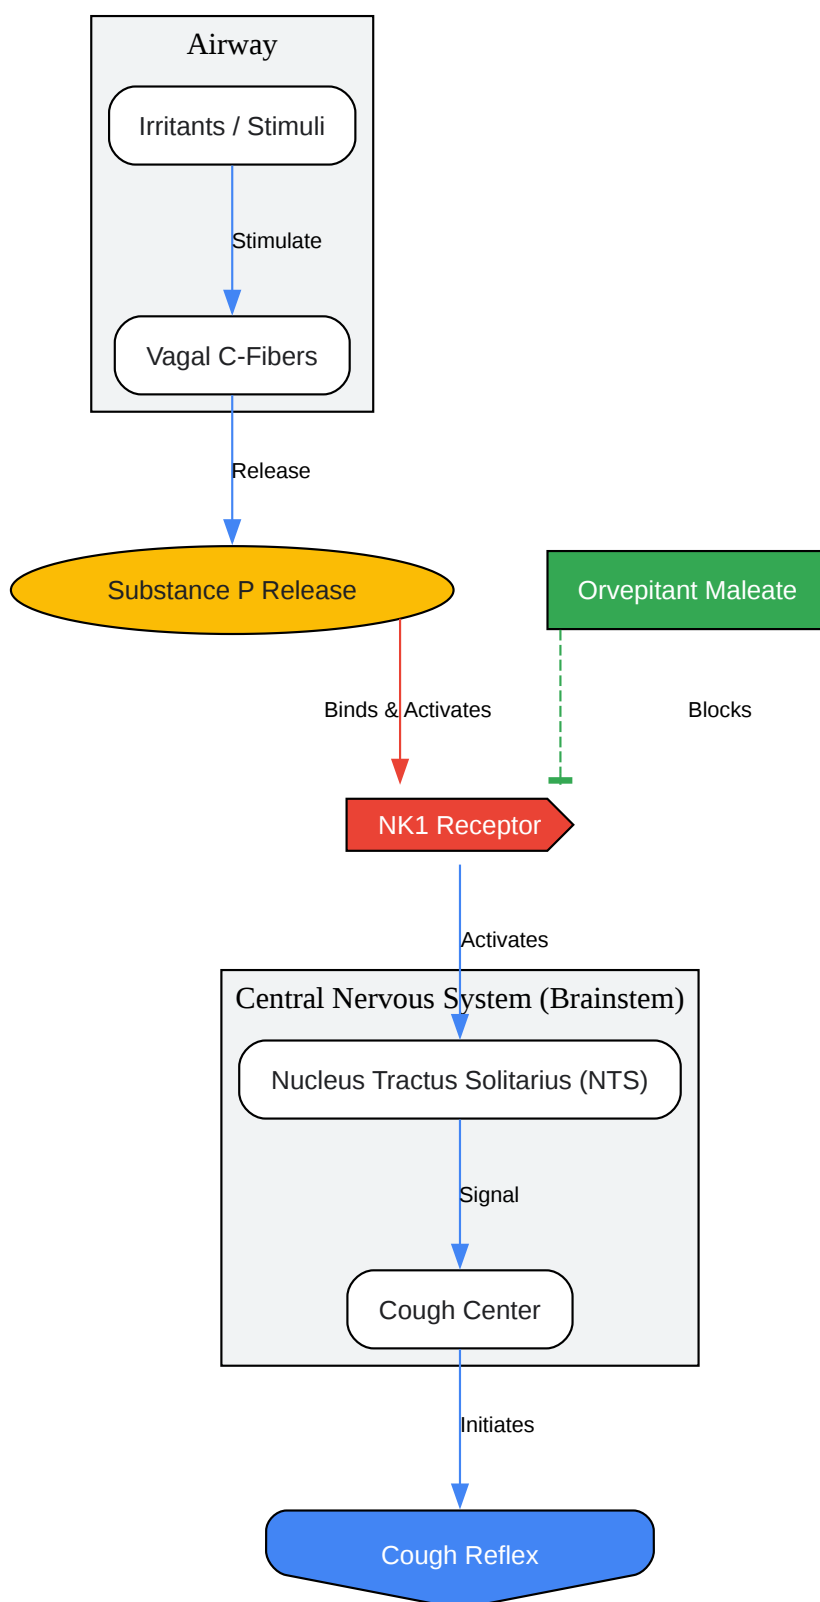 Airway
Irritants / Stimuli
Stimulate
Vagal C-Fibers
Release
Substance P Release
Orvepitant Maleate
Binds & Activates
Blocks
NK1 Receptor
Activates
Central Nervous System (Brainstem)
Nucleus Tractus Solitarius (NTS)
Signal
Cough Center
Initiates
Cough Reflex